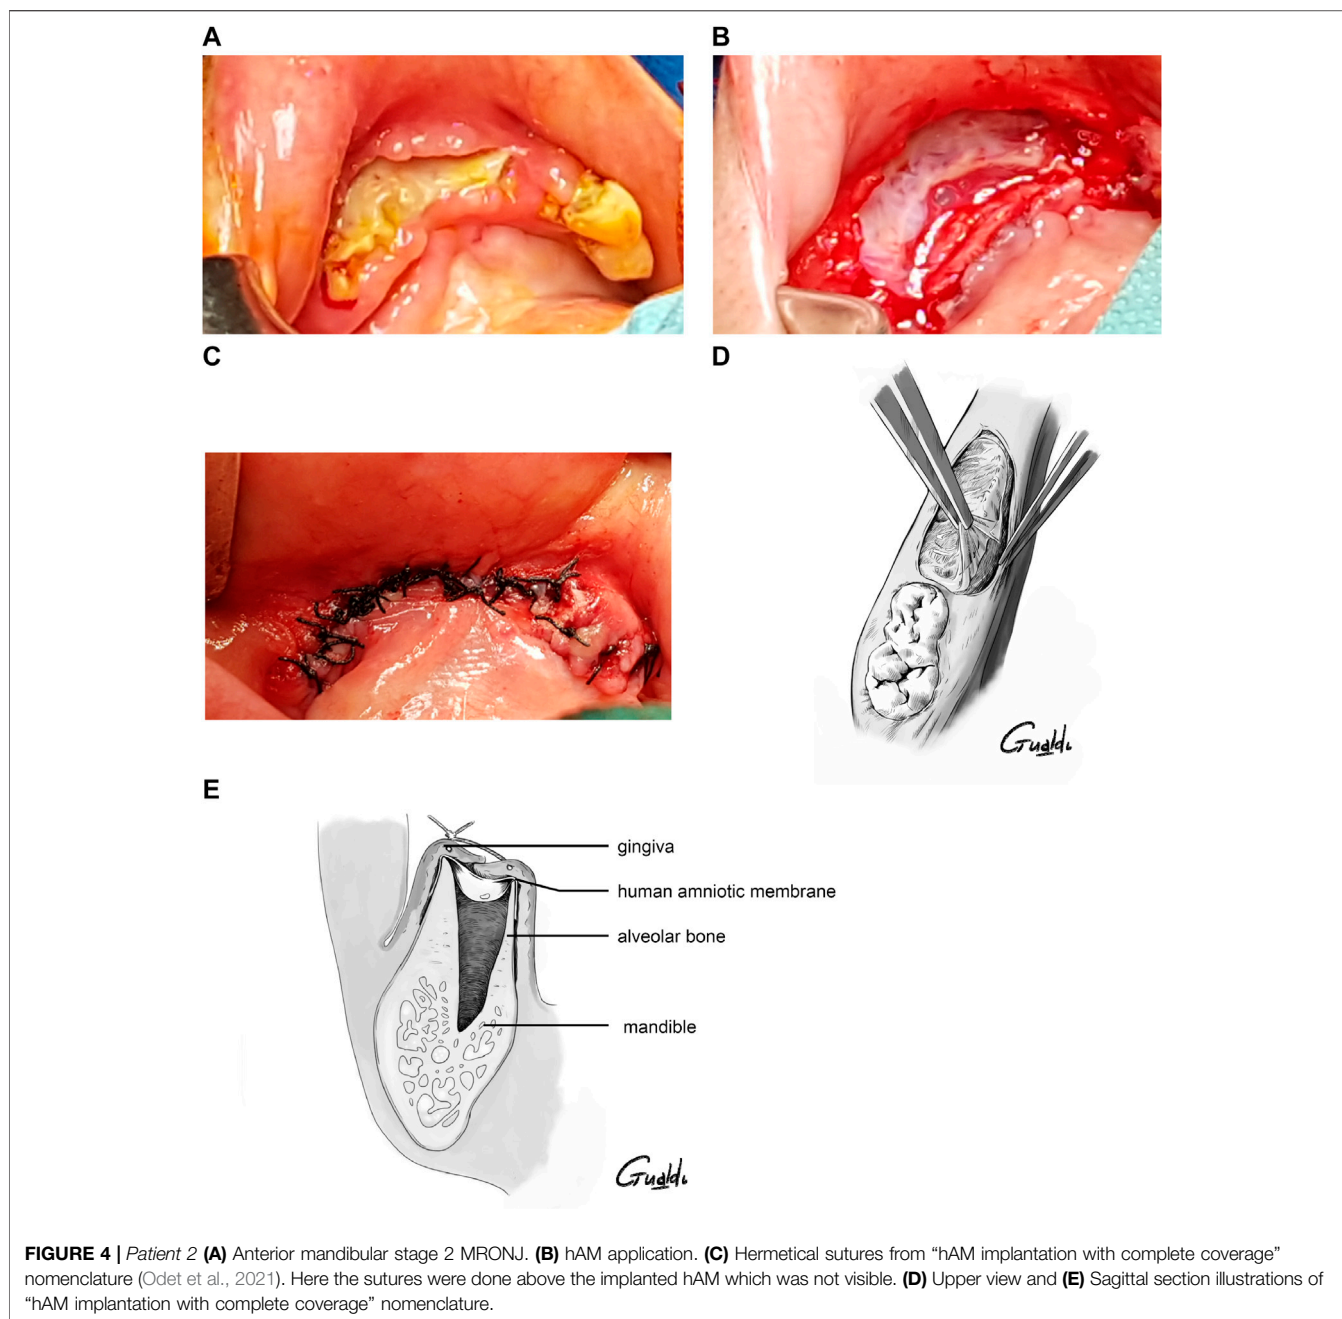 A
B
C
D
Gualdi
E
gingiva
human amniotic membrane
alveolar bone
mandible
Gualdi
FIGURE 4 | Patient 2 (A) Anterior mandibular stage 2 MRONJ. (B) hAM application. (C) Hermetical sutures from “hAM implantation with complete coverage”
nomenclature (Odet et al., 2021). Here the sutures were done above the implanted hAM which was not visible. (D) Upper view and (E) Sagittal section illustrations of
“hAM implantation with complete coverage” nomenclature.